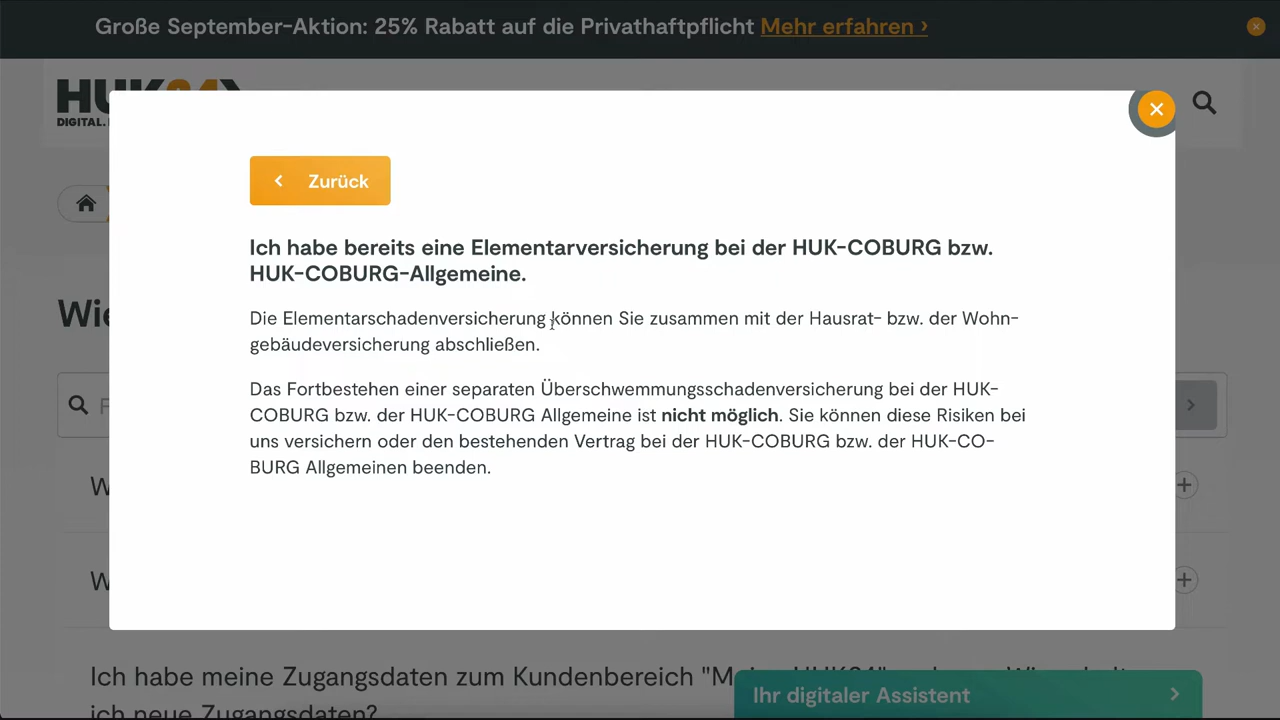 Große September-Aktion: 25% Rabatt auf die Privathaftpflicht Mehr erfahren ›
DIGITAL.
Zurück
Ich habe bereits eine Elementarversicherung bei der HUK-COBURG bzw.
HUK-COBURG-Allgemeine.
Die Elementarschadenversicherung können Sie zusammen mit der Hausrat- bzw. der Wohn-
gebäudeversicherung abschließen.
Das Fortbestehen einer separaten Überschwemmungsschadenversicherung bei der HUK-
COBURG bzw. der HUK-COBURG Allgemeine ist nicht möglich. Sie können diese Risiken bei
uns versichern oder den bestehenden Vertrag bei der HUK-COBURG bzw. der HUK-CO-
BURG Allgemeinen beenden.
Ich habe meine Zugangsdaten zum Kundenbereich
ich neue Zugangsdaten?
Ihr digitaler Assistent